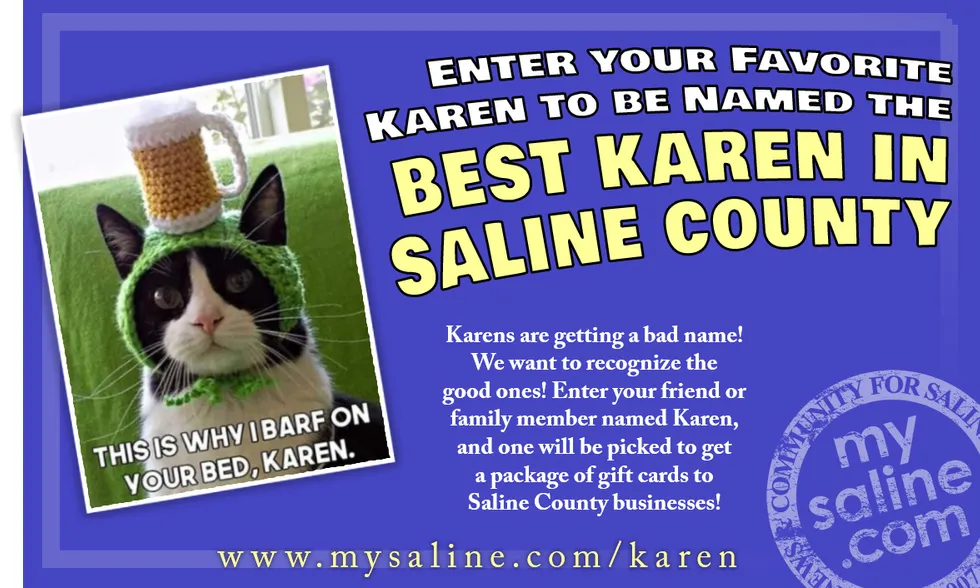 ENTER YOUR FAVORITE
KAREN TO BE NAMED THE
BEST KAREN IN
SALINE COUNTY
THIS IS WHY I BARF ON
YOUR BED, KAREN.
Karens are getting a bad name!
We want to recognize the
good ones! Enter your friend or
family member named Karen,
and one will be picked to get
a package of gift cards to
Saline County businesses!
COMMUNITY FOR SALINE
my
saline
.com
www.mysaline.com/karen